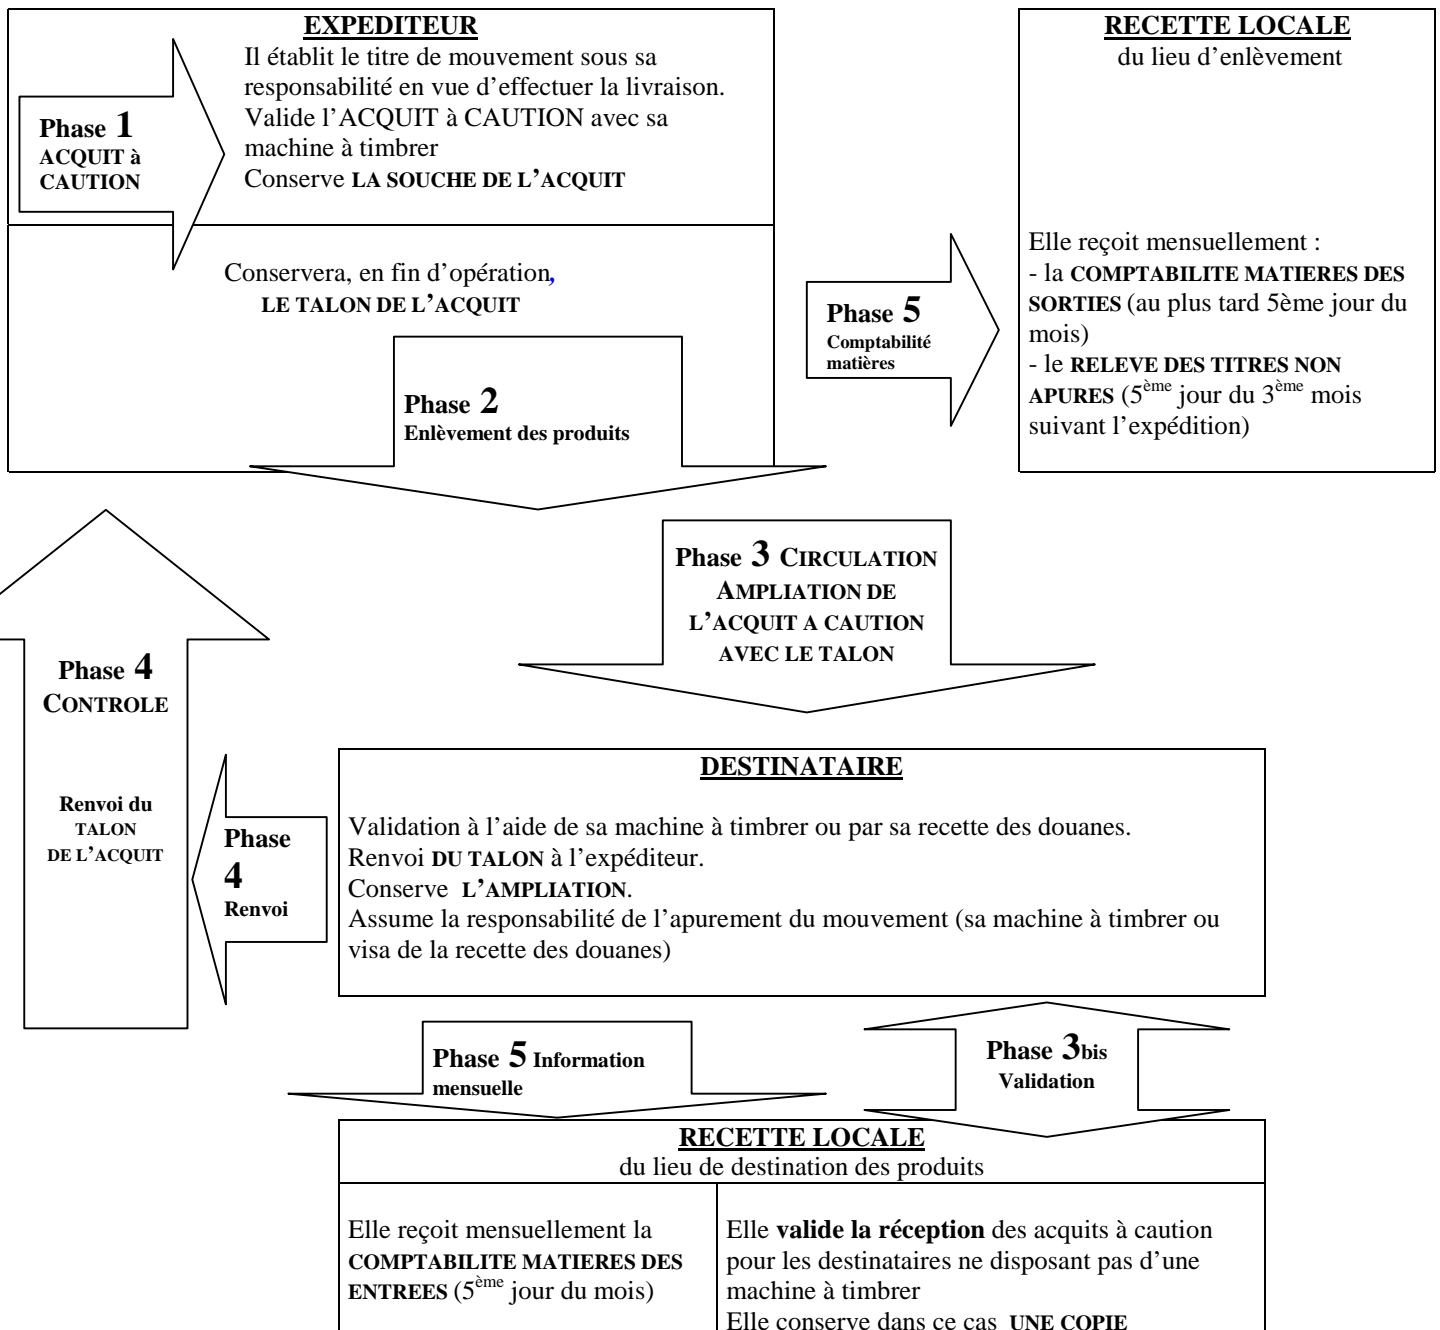 EXPEDITEUR
Il établit le titre de mouvement sous sa
responsabilité en vue d’effectuer la livraison.
Valide l’ACQUIT à CAUTION avec sa
machine à timbrer
Conserve LA SOUCHE DE L’ACQUIT
Phase 1
ACQUIT à
CAUTION
Conservera, en fin d’opération,
LE TALON DE L’ACQUIT
Phase 2
Enlèvement des produits
RECETTE LOCALE
du lieu d’enlèvement
Elle reçoit mensuellement :
- la COMPTABILITE MATIERES DES
SORTIES (au plus tard 5ème jour du
mois)
- le RELEVE DES TITRES NON
APURES (5ème jour du 3ème mois
suivant l’expédition)
Phase 5
Comptabilité
matières
Phase 3 CIRCULATION
AMPLIATION DE
L’ACQUIT A CAUTION
AVEC LE TALON
Phase 4
CONTROLE
Renvoi du
TALON
DE L’ACQUIT
Phase
4
Renvoi
DESTINATAIRE
Validation à l’aide de sa machine à timbrer ou par sa recette des douanes.
Renvoi DU TALON à l’expéditeur.
Conserve L’AMPLIATION.
Assume la responsabilité de l’apurement du mouvement (sa machine à timbrer ou
visa de la recette des douanes)
Phase 5 Information
mensuelle
Phase 3bis
Validation
RECETTE LOCALE
du lieu de destination des produits
Elle reçoit mensuellement la
COMPTABILITE MATIERES DES
ENTREES (5ème jour du mois)
Elle valide la réception des acquits à caution
pour les destinataires ne disposant pas d’une
machine à timbrer
Elle conserve dans ce cas UNE COPIE